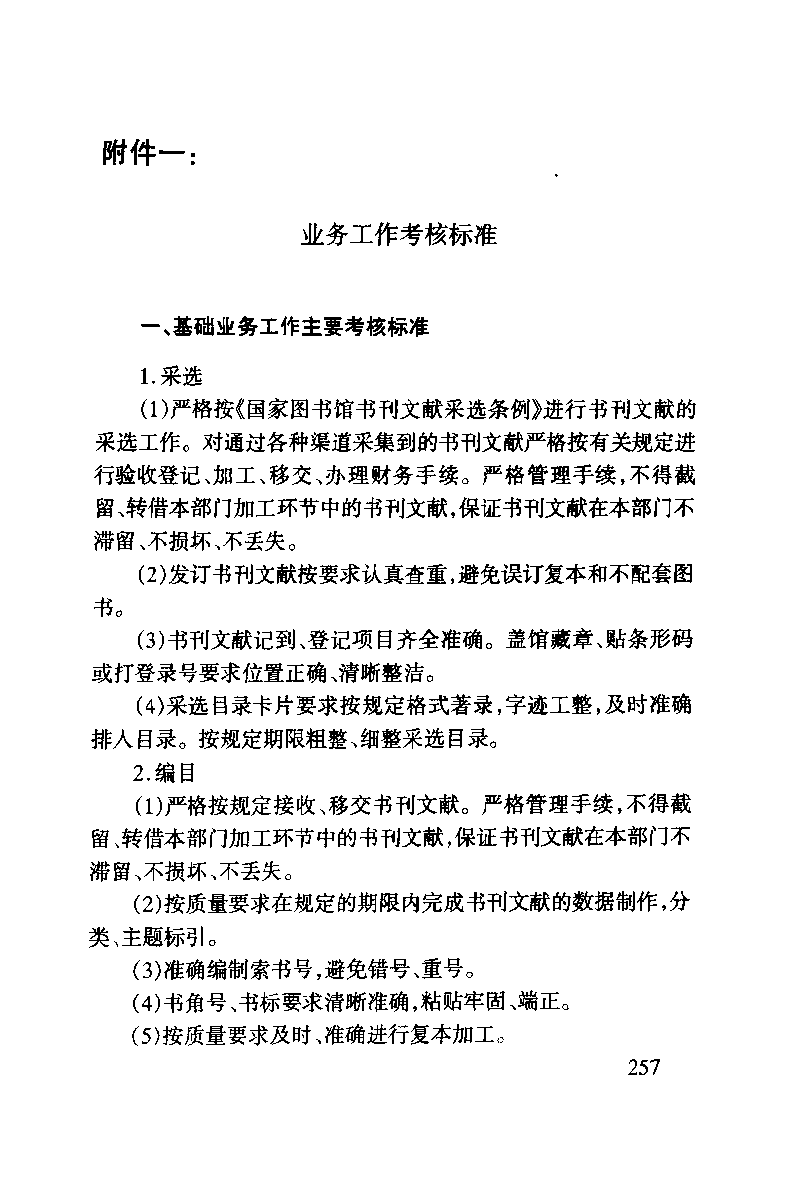 附件一：
业务工作考核标准
一、基础业务工作主要考核标准
1.采选
(1)严格按《国家图书馆书刊文献采选条例》进行书刊文献的
采选工作。对通过各种渠道采集到的书刊文献严格按有关规定进
行验收登记、加工、移交、办理财务手续。严格管理手续,不得截
留、转借本部门加工环节中的书刊文献,保证书刊文献在本部门不
滞留、不损坏、不丢失。
(2)发订书刊文献按要求认真查重,避免误订复本和不配套图
书。
(3)书刊文献记到、登记项目齐全准确。盖馆藏章、贴条形码
或打登录号要求位置正确、清晰整洁。
(4)采选目录卡片要求按规定格式著录,字迹工整,及时准确
排入目录。按规定期限粗整、细整采选目录。
2.编目
(1)严格按规定接收、移交书刊文献。严格管理手续,不得截
留、转借本部门加工环节中的书刊文献,保证书刊文献在本部门不
滞留、不损坏、不丢失。
(2)按质量要求在规定的期限内完成书刊文献的数据制作,分
类、主题标引。
(3)准确编制索书号,避免错号、重号。
(4)书角号、书标要求清晰准确,粘贴牢固、端正。
(5)按质量要求及时、准确进行复本加工。
257